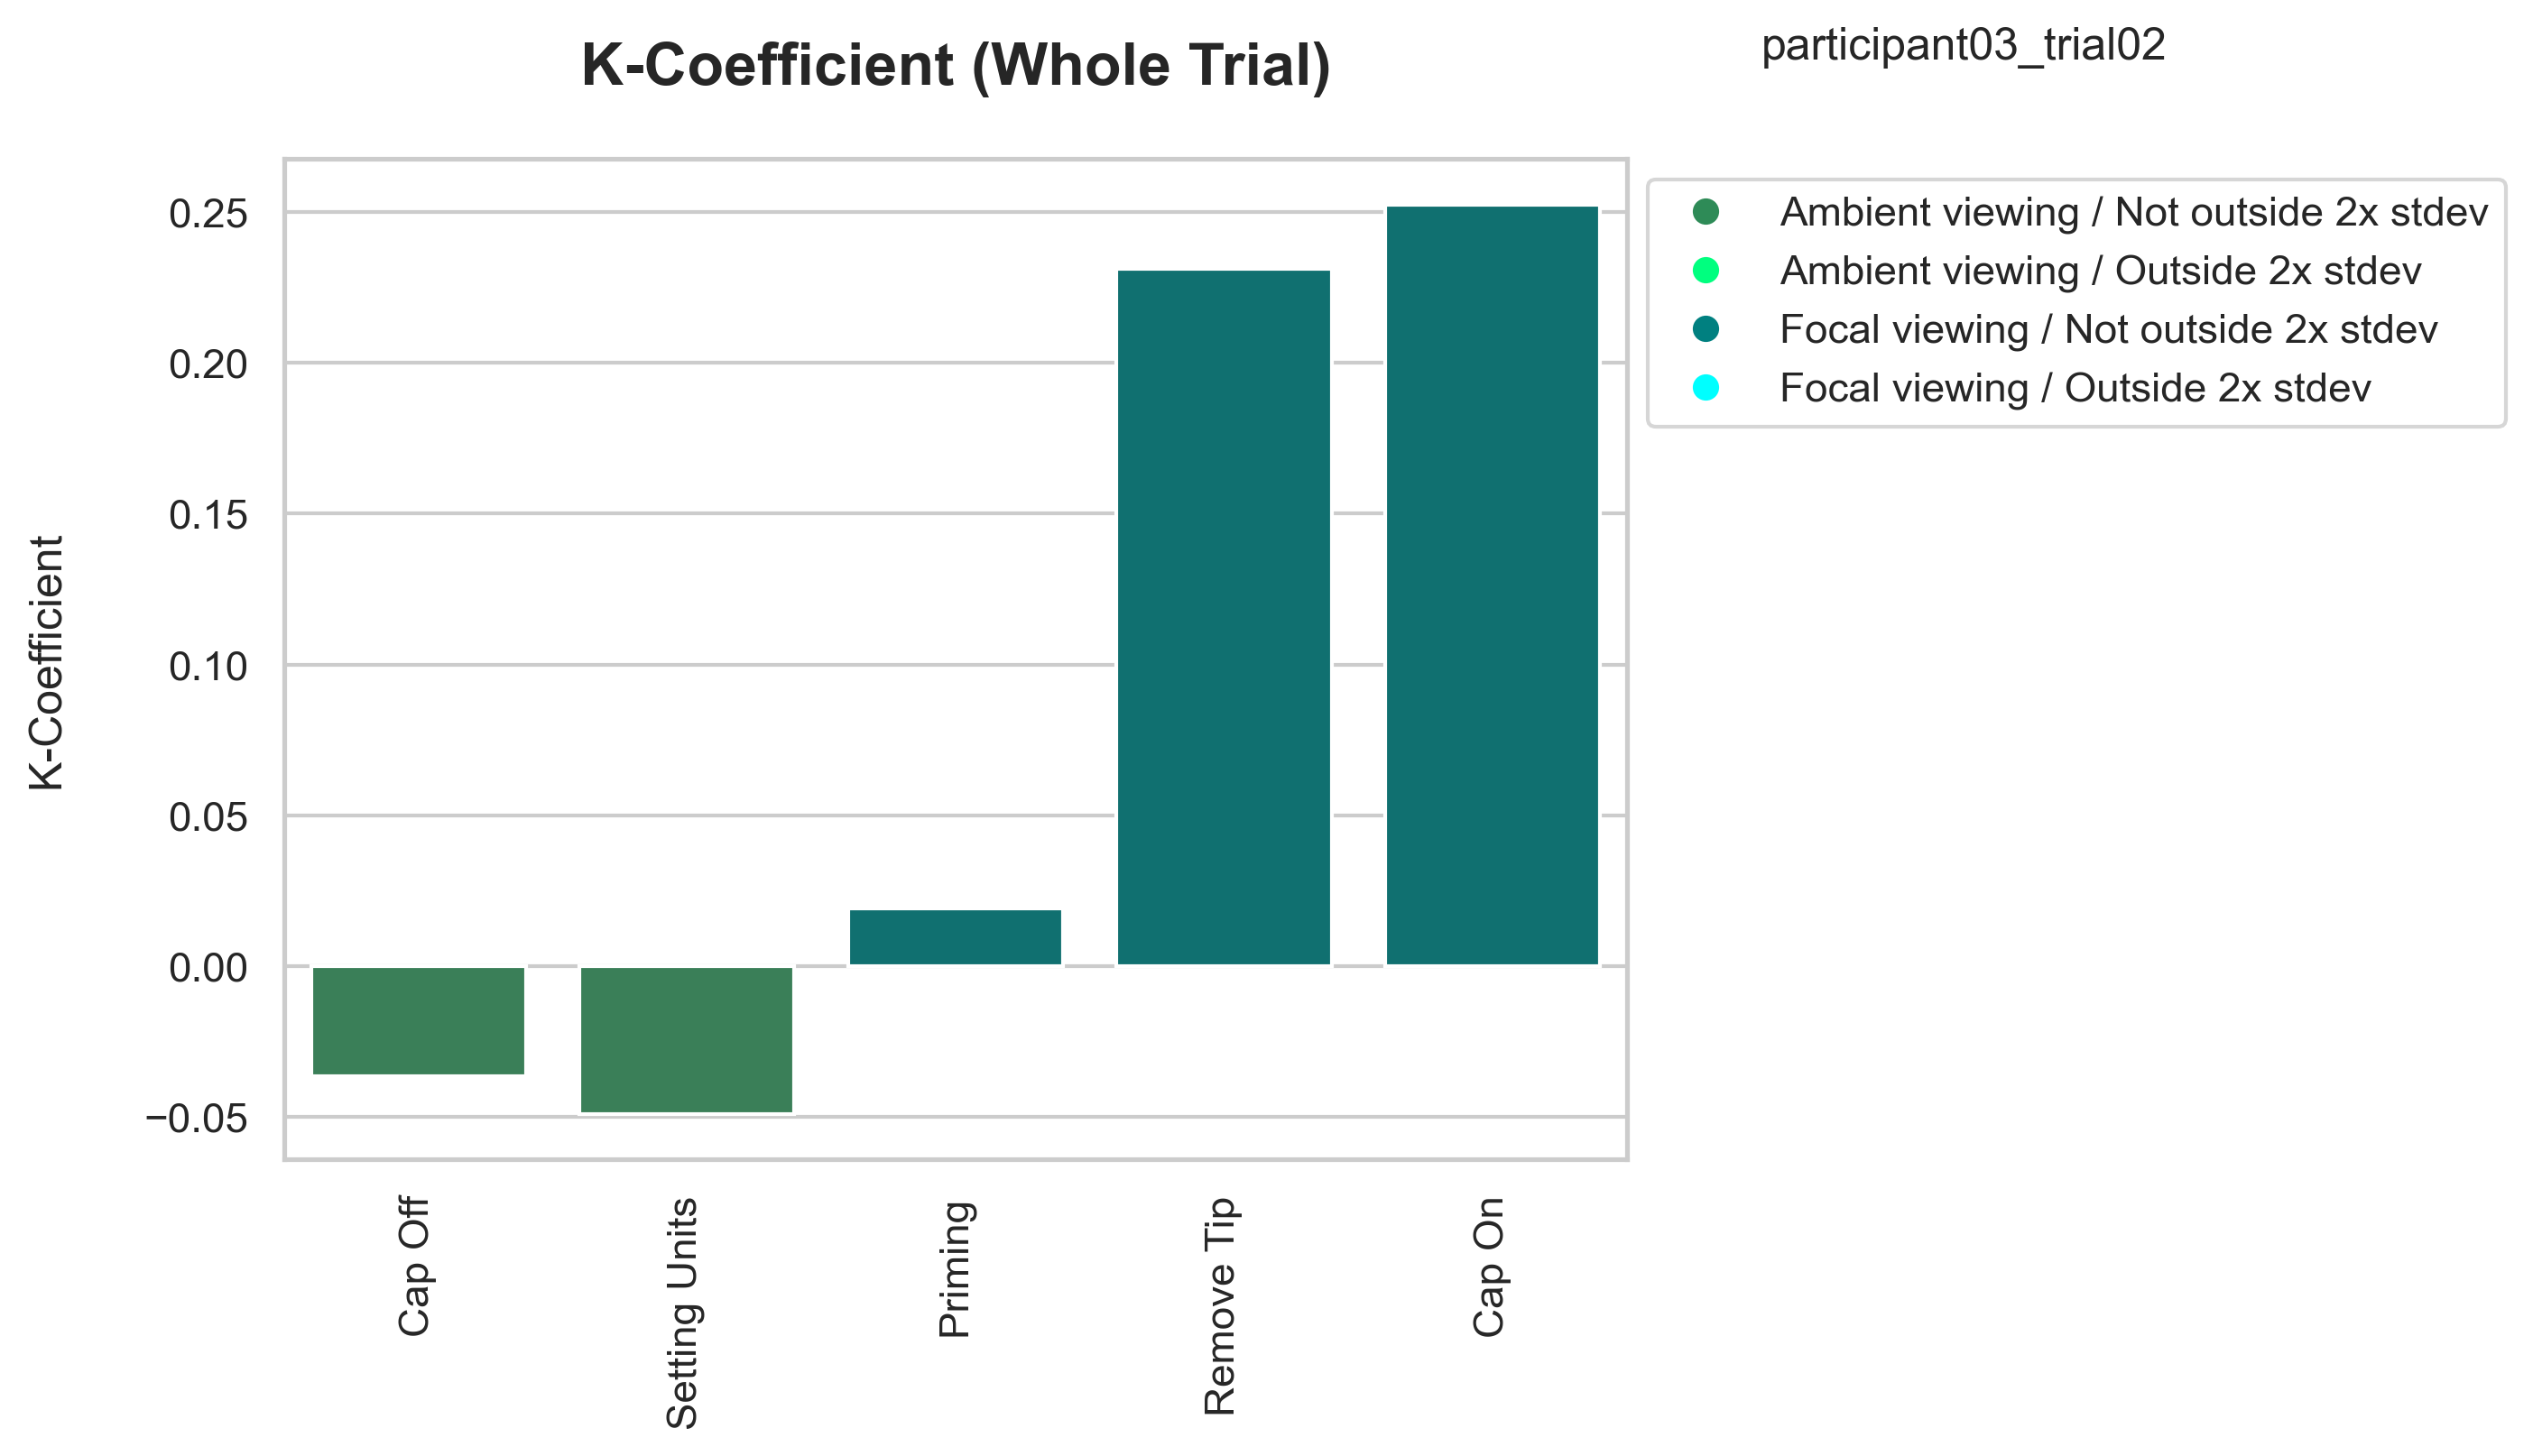 K-Coefficient (Whole Trial)
participant03_trial02
K-Coefficient
0.25
0.20
0.15
0.10
0.05
0.00
−0.05
Cap Off
Setting Units
Priming
Remove Tip
Cap On
Ambient viewing / Not outside 2x stdev
Ambient viewing / Outside 2x stdev
Focal viewing / Not outside 2x stdev
Focal viewing / Outside 2x stdev